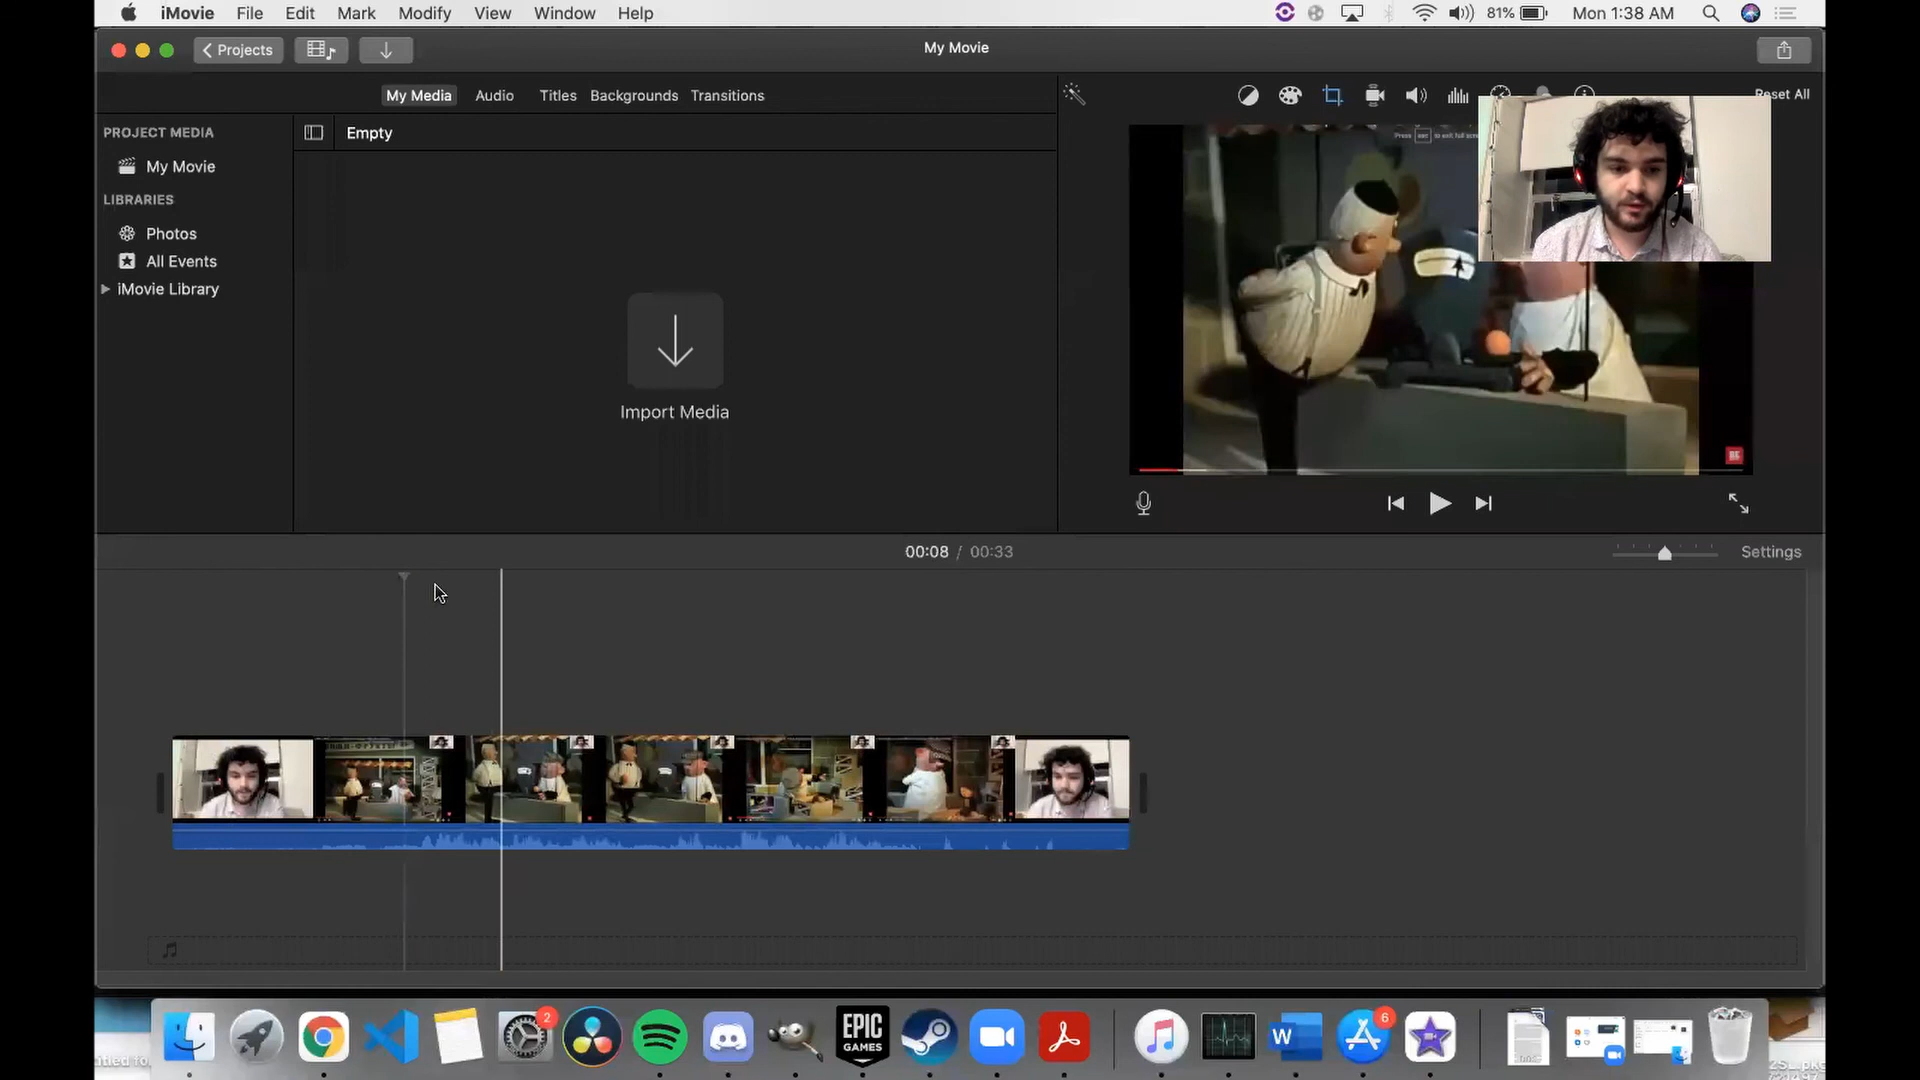 iMovie File Edit Mark Modify View Window Help
81% Mon 1:38 AM
Projects
My Movie
My Media Audio Titles Backgrounds Transitions
Reset All
PROJECT MEDIA
Empty
My Movie
LIBRARIES
Photos
All Events
iMovie Library
Import Media
00:08 / 00:33
Settings
2
EPIC
GAMES
W
6